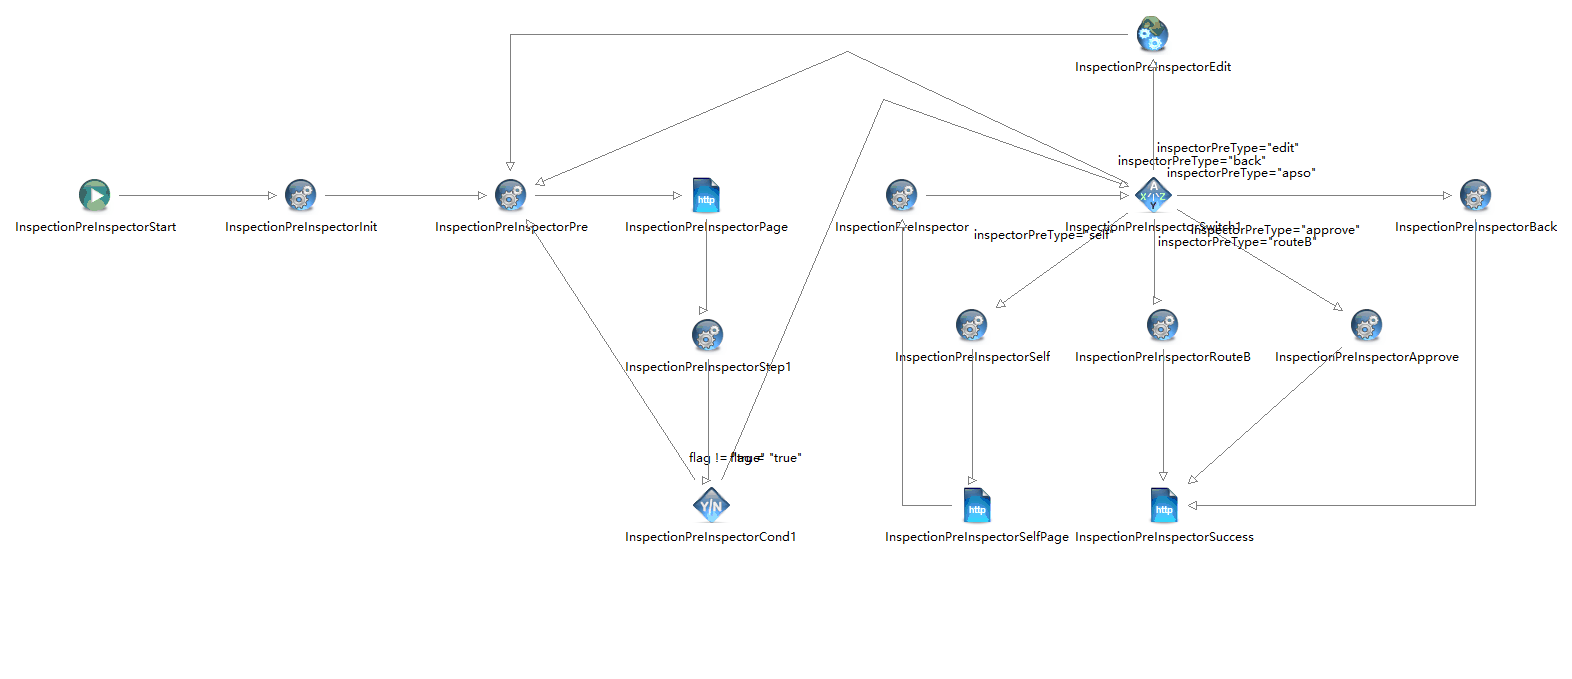 InspectionPreInspectorEdit
inspectorPreType="edit"
inspectorPreType="back"
inspectorPreType="apso"
A
X Z
Y
http
InspectionPreInspectorStart
InspectionPreInspectorInit
InspectionPreInspectorPre
InspectionPreInspectorPage
InspectionPreInspector
InspectionPreInspectorSwitch1
InspectionPreInspectorBack
inspectorPreType="self"
inspectorPreType="approve"
inspectorPreType="routeB"
InspectionPreInspectorStep1
InspectionPreInspectorSelf
InspectionPreInspectorRouteB
InspectionPreInspectorApprove
flag != "true"
flag = "true"
Y|N
http
http
InspectionPreInspectorCond1
InspectionPreInspectorSelfPage
InspectionPreInspectorSuccess